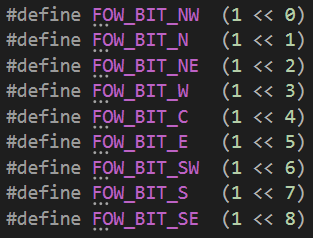 #define FOW_BIT_NW  (1 << 0)
#define FOW_BIT_N   (1 << 1)
#define FOW_BIT_NE  (1 << 2)
#define FOW_BIT_W   (1 << 3)
#define FOW_BIT_C   (1 << 4)
#define FOW_BIT_E   (1 << 5)
#define FOW_BIT_SW  (1 << 6)
#define FOW_BIT_S   (1 << 7)
#define FOW_BIT_SE  (1 << 8)